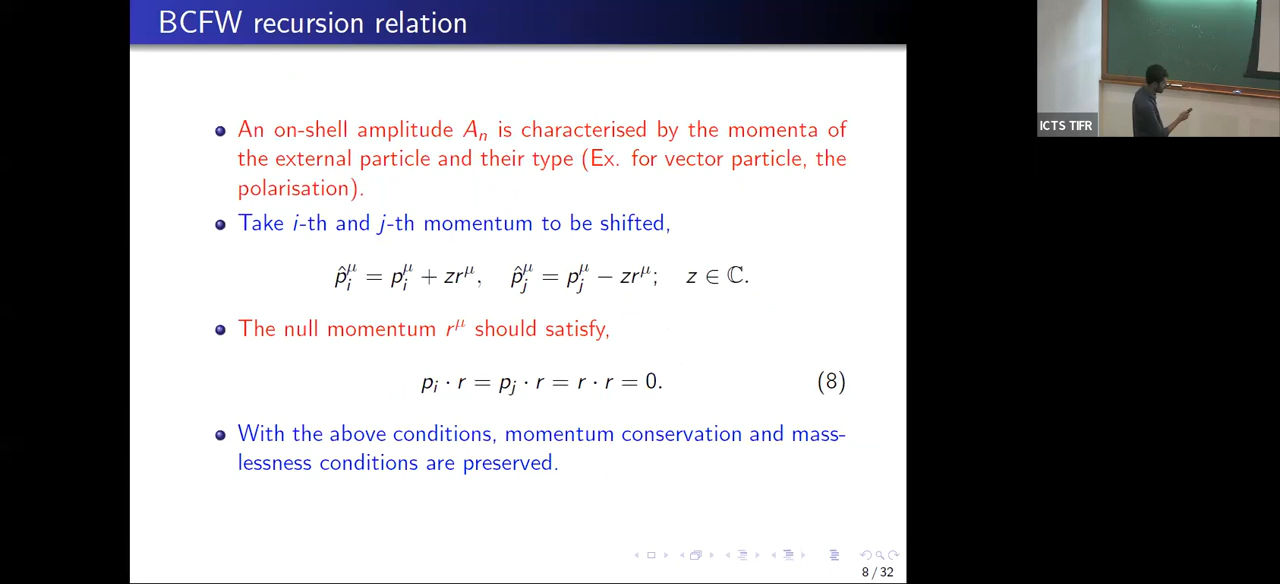 BCFW recursion relation
An on-shell amplitude Aₙ is characterised by the momenta of
the external particle and their type (Ex. for vector particle, the
polarisation).
Take i-th and j-th momentum to be shifted,
p̂ᵢ^μ = pᵢ^μ + zr^μ, p̂ⱼ^μ = pⱼ^μ − zr^μ; z ∈ ℂ.
The null momentum r^μ should satisfy,
pᵢ · r = pⱼ · r = r · r = 0. (8)
With the above conditions, momentum conservation and mass-
lessness conditions are preserved.
8 / 32
ICTS TIFR